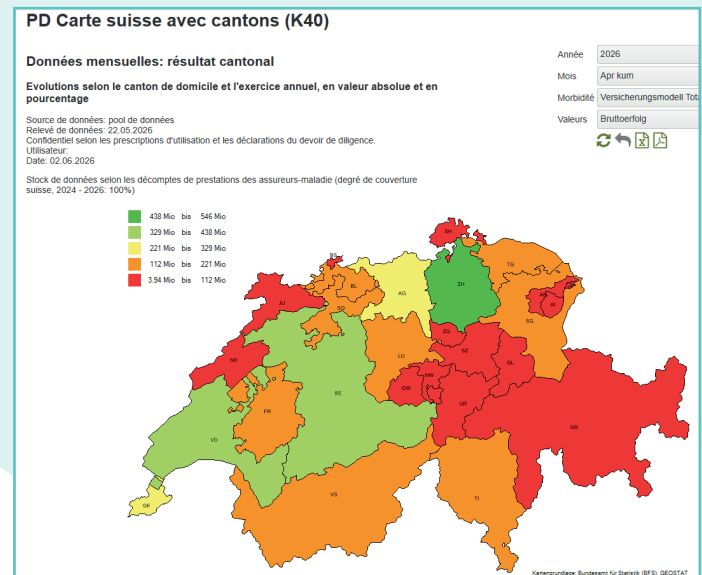 PD Carte suisse avec cantons (K40)
Données mensuelles: résultat cantonal
Evolutions selon le canton de domicile et l'exercice annuel, en valeur absolue et en
pourcentage
Source de données: pool de données
Relevé de données: 22.05.2026
Confidentiel selon les prescriptions d'utilisation et les déclarations du devoir de diligence.
Utilisateur:
Date: 02.06.2026
Stock de données selon les décomptes de prestations des assureurs-maladie (degré de couverture
suisse, 2024 - 2026: 100%)
Année 2026
Mois Apr kum
Morbidité Versicherungsmodell Tota
Valeurs Bruttoerfolg
438 Mio bis 546 Mio
329 Mio bis 438 Mio
221 Mio bis 329 Mio
112 Mio bis 221 Mio
3.94 Mio bis 112 Mio
SH
BS
TG
BL
AG
ZH
JU
SO
AI
SG
ZG
LU
SZ
NE
GL
NW
OW
BE
UR
FR
GR
VD
VS
TI
GE
Kartengrundlage: Bundesamt für Statistik (BFS), GEOSTAT